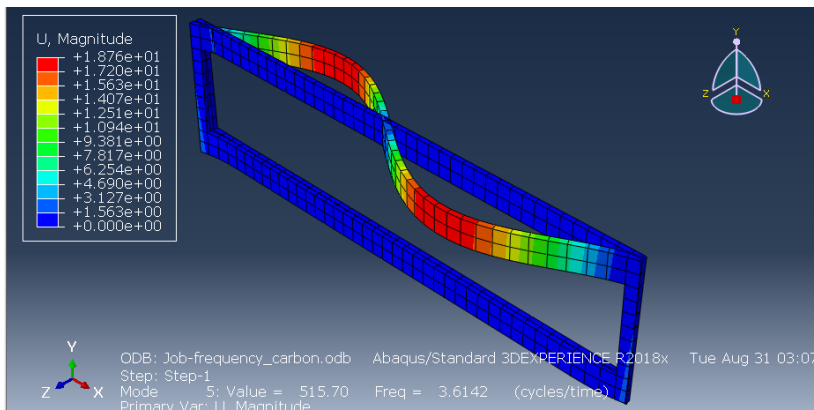 U, Magnitude
+1.876e+01
+1.720e+01
+1.563e+01
+1.407e+01
+1.251e+01
+1.094e+01
+9.381e+00
+7.817e+00
+6.254e+00
+4.690e+00
+3.127e+00
+1.563e+00
+0.000e+00
Y
Z X
Y
Z X
ODB: Job-frequency_carbon.odb Abaqus/Standard 3DEXPERIENCE R2018x Tue Aug 31 03:07
Step: Step-1
Mode 5: Value = 515.70 Freq = 3.6142 (cycles/time)
Primary Var: U, Magnitude